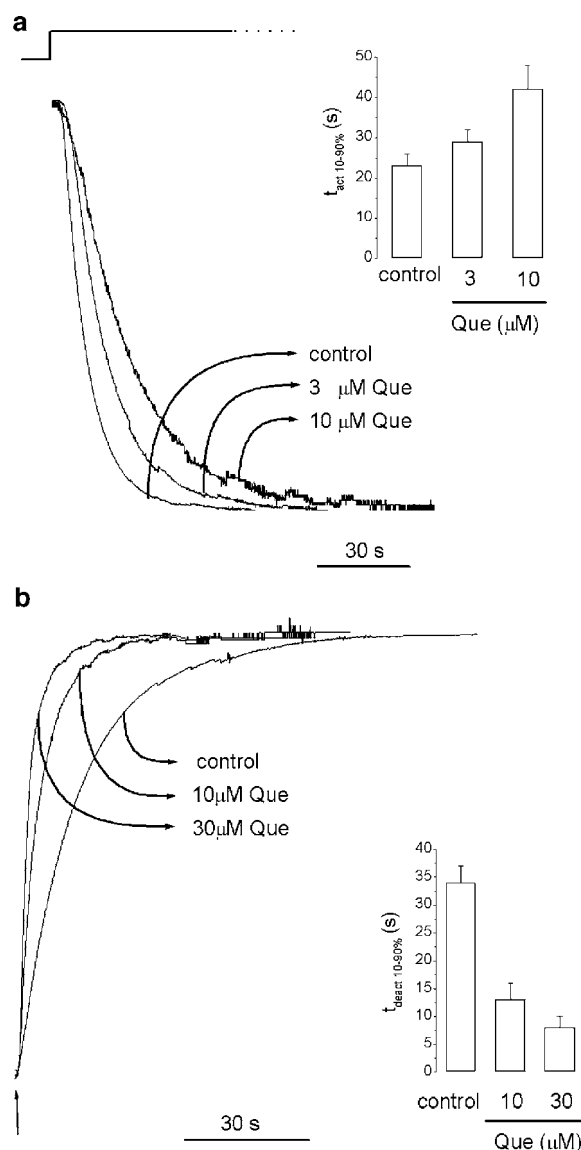 a
50
40
30
20
10
0
t act 10-90% (s)
control 3 10
Que (µM)
control
3 µM Que
10 µM Que
30 s
b
control
10µM Que
30µM Que
40
35
30
25
20
15
10
5
0
t deact 10-90% (s)
control 10 30
Que (µM)
30 s